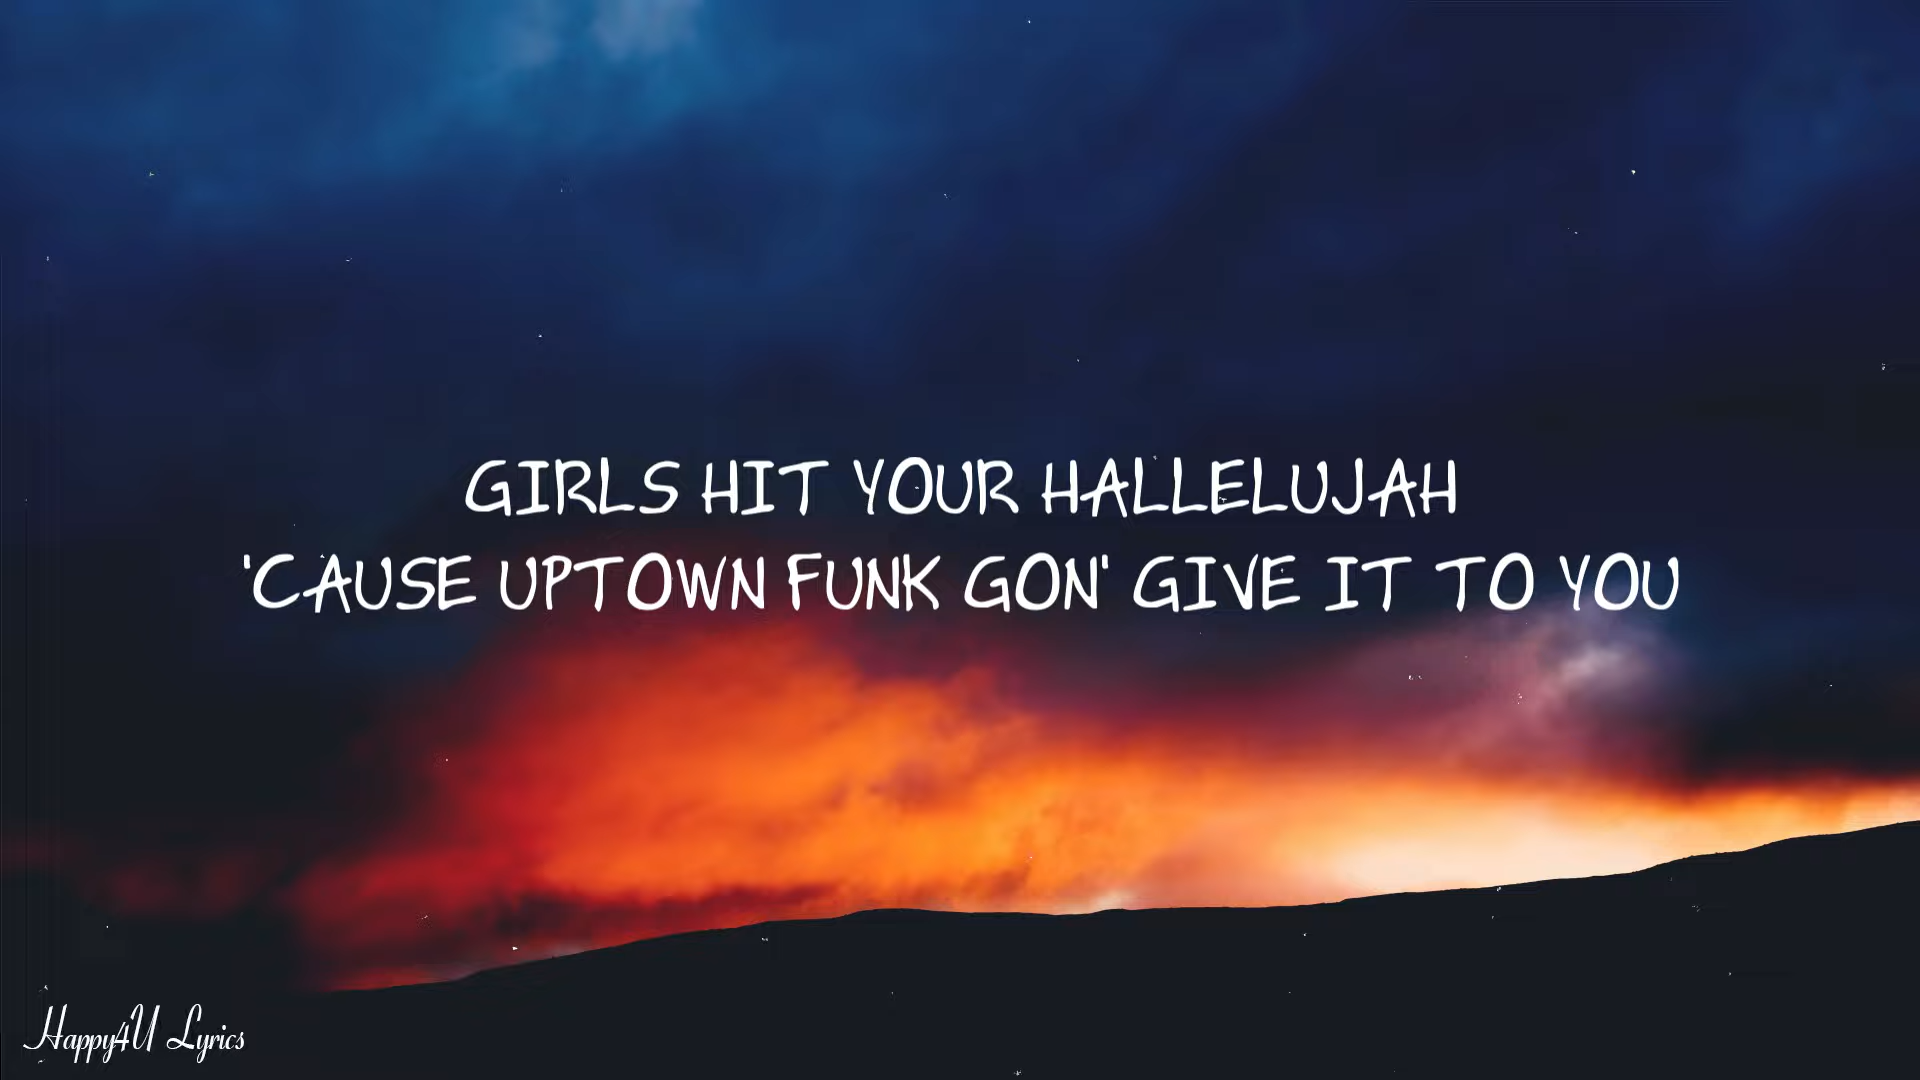 GIRLS HIT YOUR HALLELUJAH
'CAUSE UPTOWN FUNK GON' GIVE IT TO YOU
Happy4U Lyrics